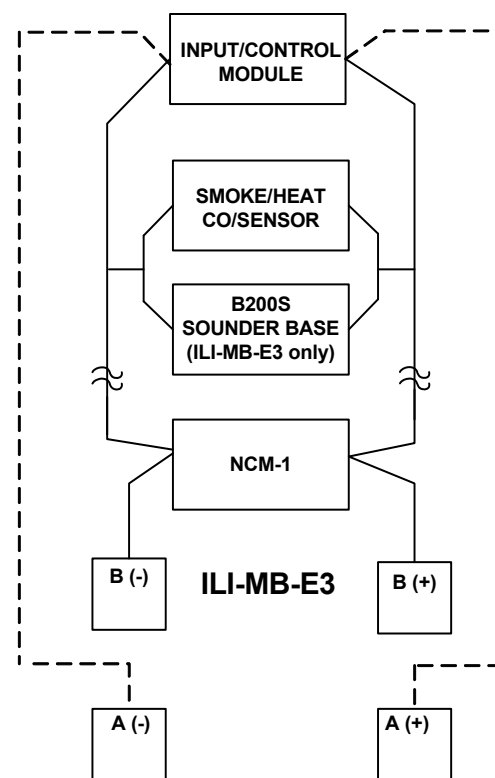 INPUT/CONTROL
MODULE
SMOKE/HEAT
CO/SENSOR
B200S
SOUNDER BASE
(ILI-MB-E3 only)
NCM-1
B (-)
ILI-MB-E3
B (+)
A (-)
A (+)